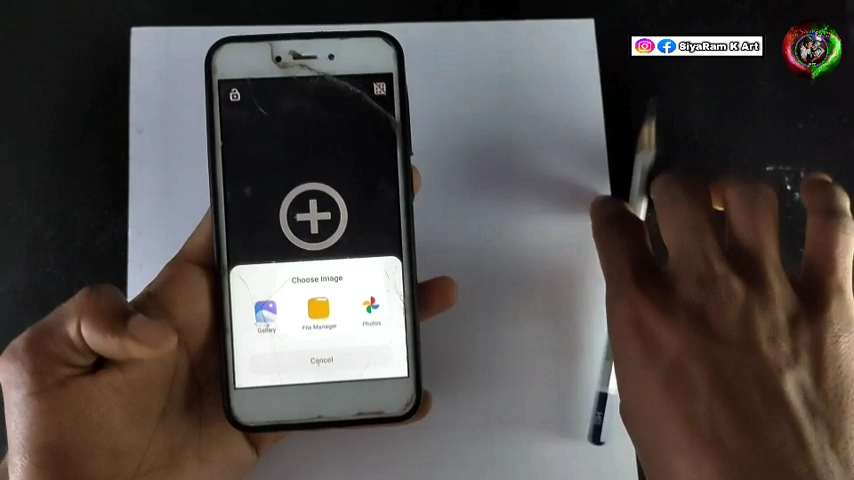 SiyaRam K Art
Choose Image
Gallery
File Manager
Photos
Cancel